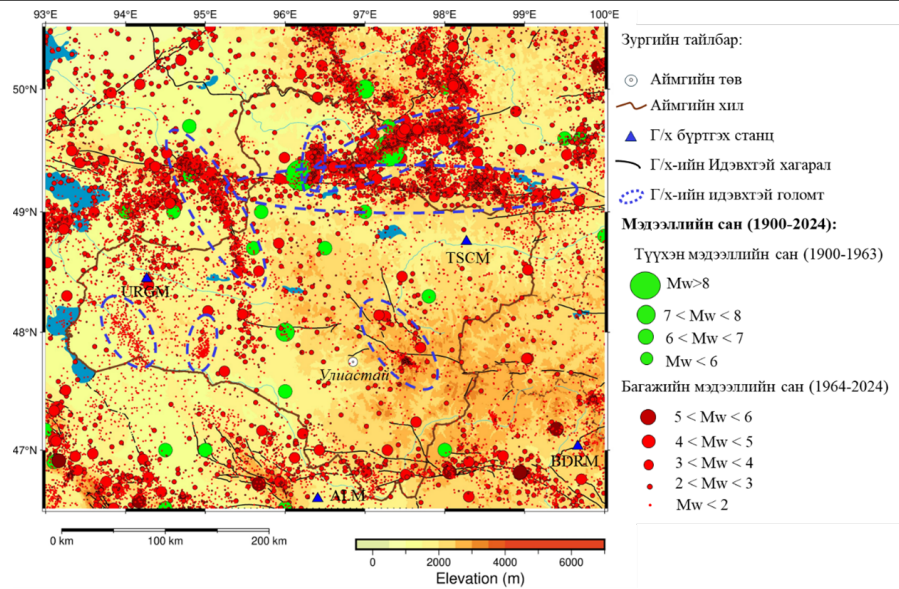 93°E 94°E 95°E 96°E 97°E 98°E 99°E 100°E
50°N
49°N
48°N
47°N
TSCM
URGM
Улиастай
BDRM
ALM
0 km 100 km 200 km
0 2000 4000 6000
Elevation (m)
Зургийн тайлбар:
Аймгийн төв
Аймгийн хил
Г/х бүртгэх станц
Г/х-ийн Идэвхтэй хагарал
Г/х-ийн идэвхтэй голомт
Мэдээллийн сан (1900-2024):
Түүхэн мэдээллийн сан (1900-1963)
Mw>8
7 < Mw < 8
6 < Mw < 7
Mw < 6
Багажийн мэдээллийн сан (1964-2024)
5 < Mw < 6
4 < Mw < 5
3 < Mw < 4
2 < Mw < 3
Mw < 2